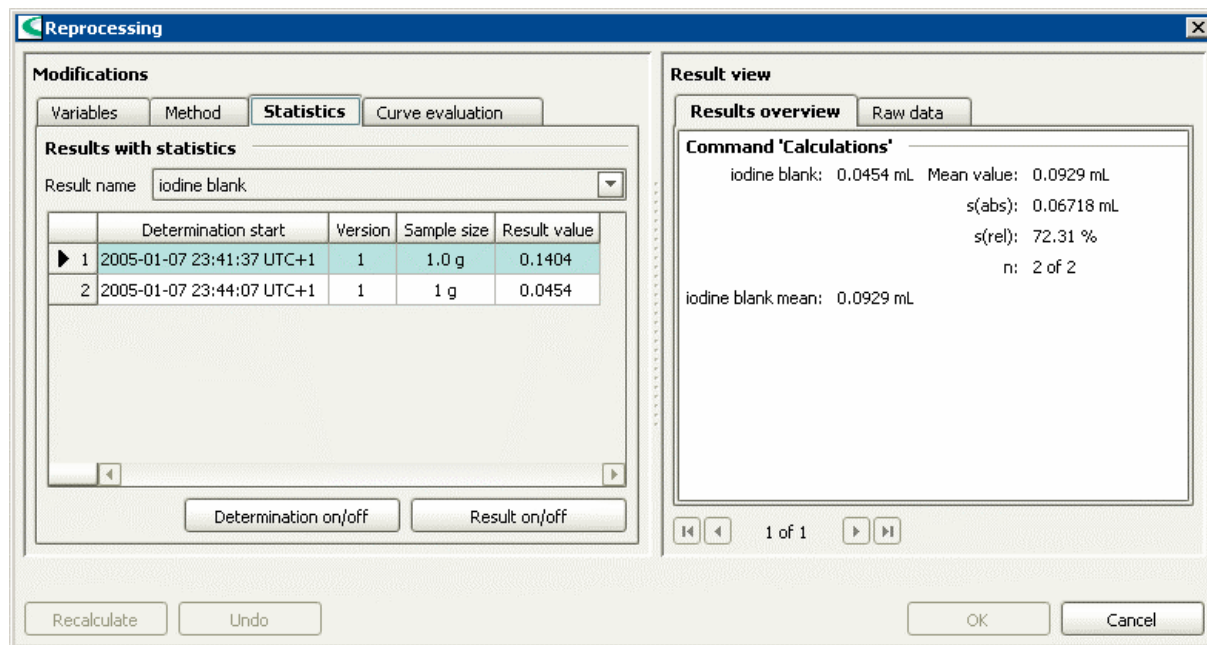 Reprocessing
Modifications
Variables Method Statistics Curve evaluation
Results with statistics
Result name iodine blank
Determination start Version Sample size Result value
1 2005-01-07 23:41:37 UTC+1 1 1.0 g 0.1404
2 2005-01-07 23:44:07 UTC+1 1 1 g 0.0454
Determination on/off Result on/off
Result view
Results overview Raw data
Command 'Calculations'
iodine blank: 0.0454 mL Mean value: 0.0929 mL
s(abs): 0.06718 mL
s(rel): 72.31 %
n: 2 of 2
iodine blank mean: 0.0929 mL
1 of 1
Recalculate Undo OK Cancel